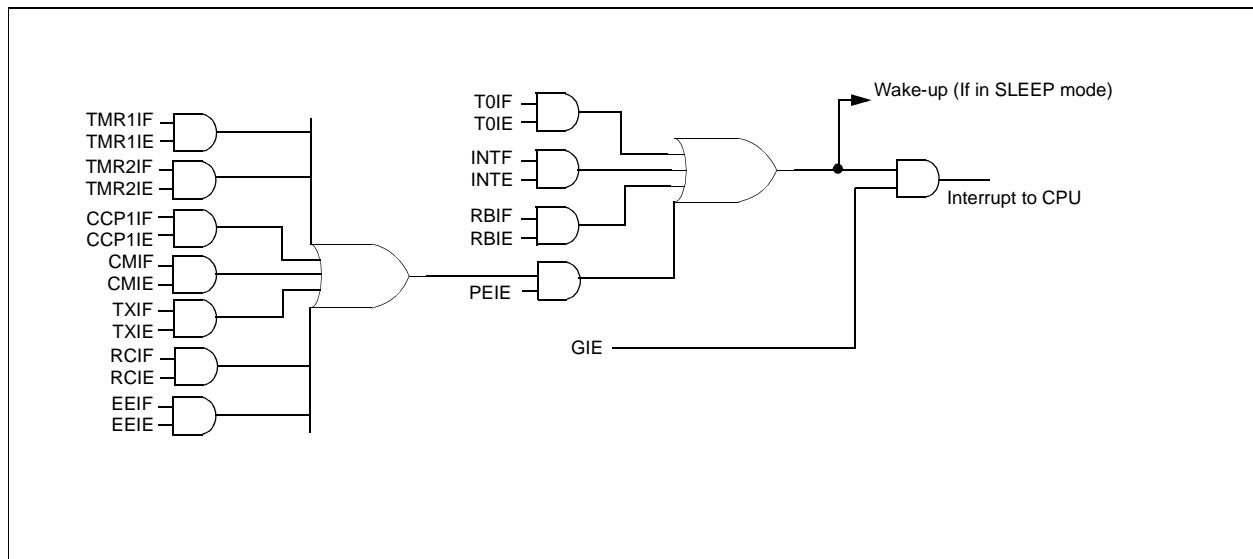 TMR1IF
TMR1IE
TMR2IF
TMR2IE
CCP1IF
CCP1IE
CMIF
CMIE
TXIF
TXIE
RCIF
RCIE
EEIF
EEIE
T0IF
T0IE
INTF
INTE
RBIF
RBIE
PEIE
GIE
Wake-up (If in SLEEP mode)
Interrupt to CPU